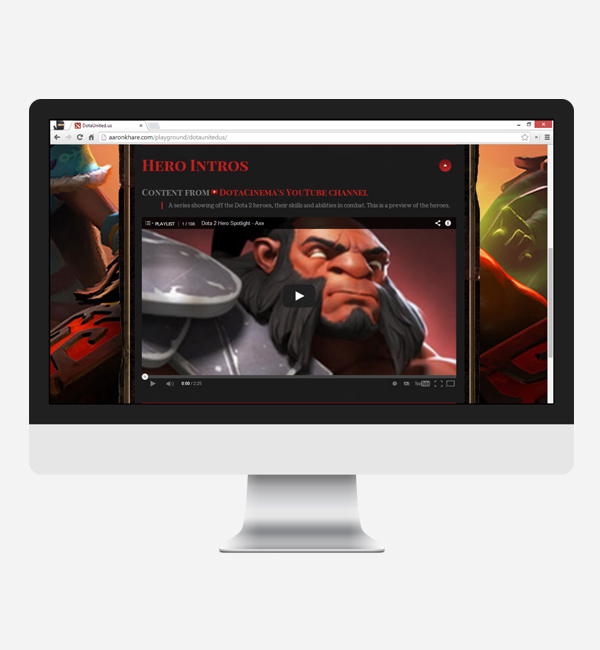 DotaUnited.us
aaronkhare.com/playground/dotaunitedus/
Hero Intros
Content from DotaCinema's YouTube channel
A series showing off the Dota 2 heroes, their skills and abilities in combat. This is a preview of the heroes.
PLAYLIST 1 / 106 Dota 2 Hero Spotlight - Axe
0:00 / 2:25 YouTube